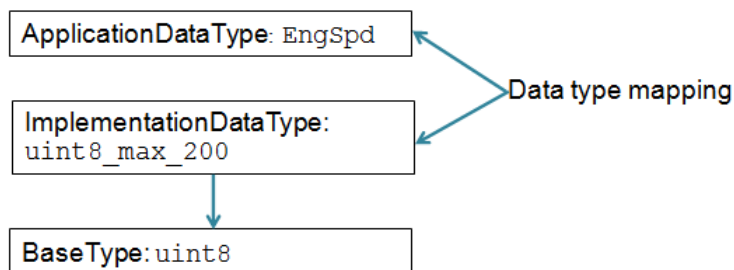 ApplicationDataType: EngSpd
Data type mapping
ImplementationDataType:
uint8_max_200
BaseType: uint8